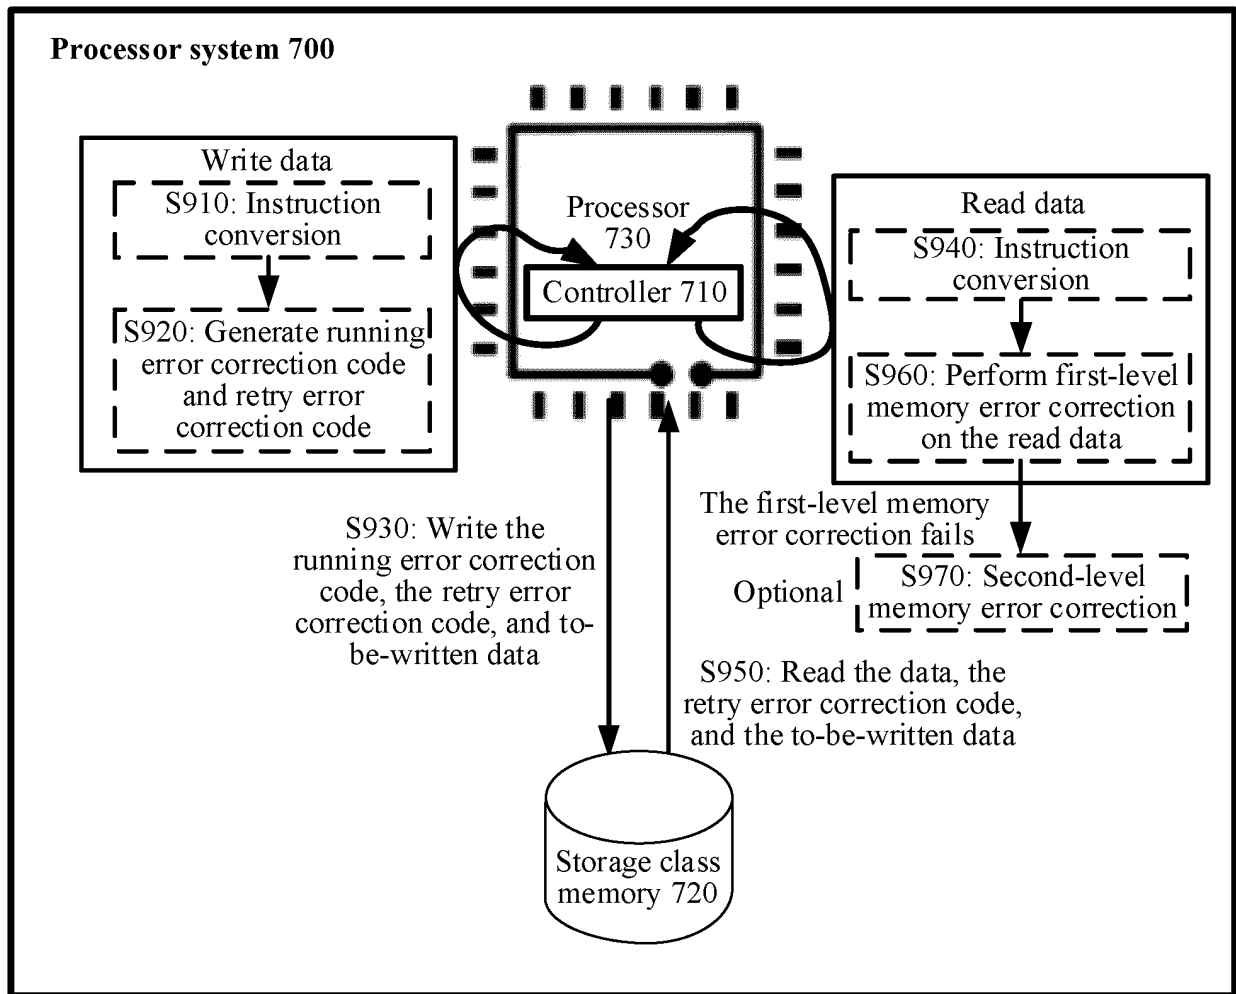 Processor system 700
Write data
S910: Instruction
conversion
S920: Generate running
error correction code
and retry error
correction code
Processor
730
Controller 710
Read data
S940: Instruction
conversion
S960: Perform first-level
memory error correction
on the read data
The first-level memory
error correction fails
Optional
S970: Second-level
memory error correction
S930: Write the
running error correction
code, the retry error
correction code, and to-
be-written data
S950: Read the data, the
retry error correction code,
and the to-be-written data
Storage class
memory 720